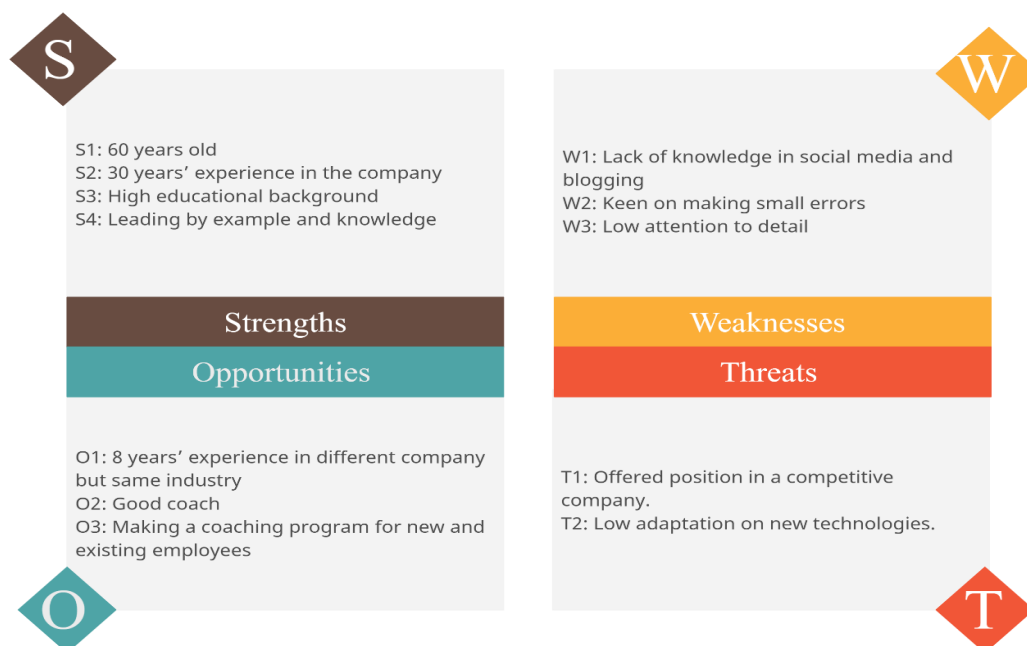 S
S1: 60 years old
S2: 30 years’ experience in the company
S3: High educational background
S4: Leading by example and knowledge
Strengths
W
W1: Lack of knowledge in social media and
blogging
W2: Keen on making small errors
W3: Low attention to detail
Weaknesses
Opportunities
O1: 8 years’ experience in different company
but same industry
O2: Good coach
O3: Making a coaching program for new and
existing employees
O
Threats
T1: Offered position in a competitive
company.
T2: Low adaptation on new technologies.
T